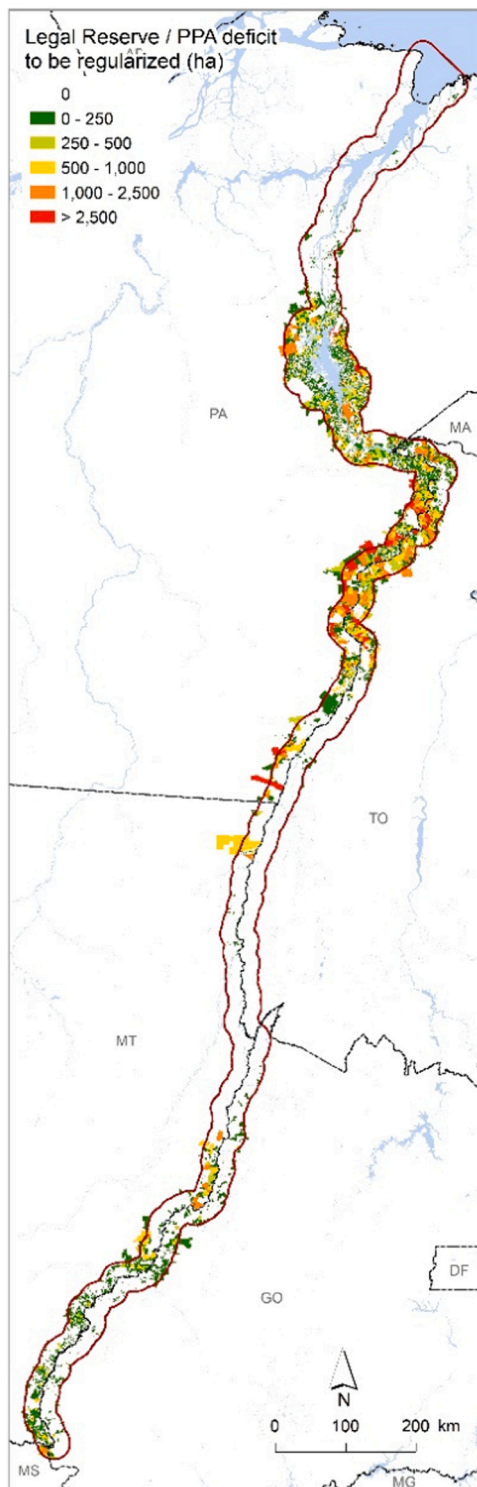 Legal Reserve / PPA deficit
to be regularized (ha)
0
0 - 250
250 - 500
500 - 1,000
1,000 - 2,500
> 2,500
PA
MA
TO
MT
DF
GO
N
0 100 200 km
MS
MG